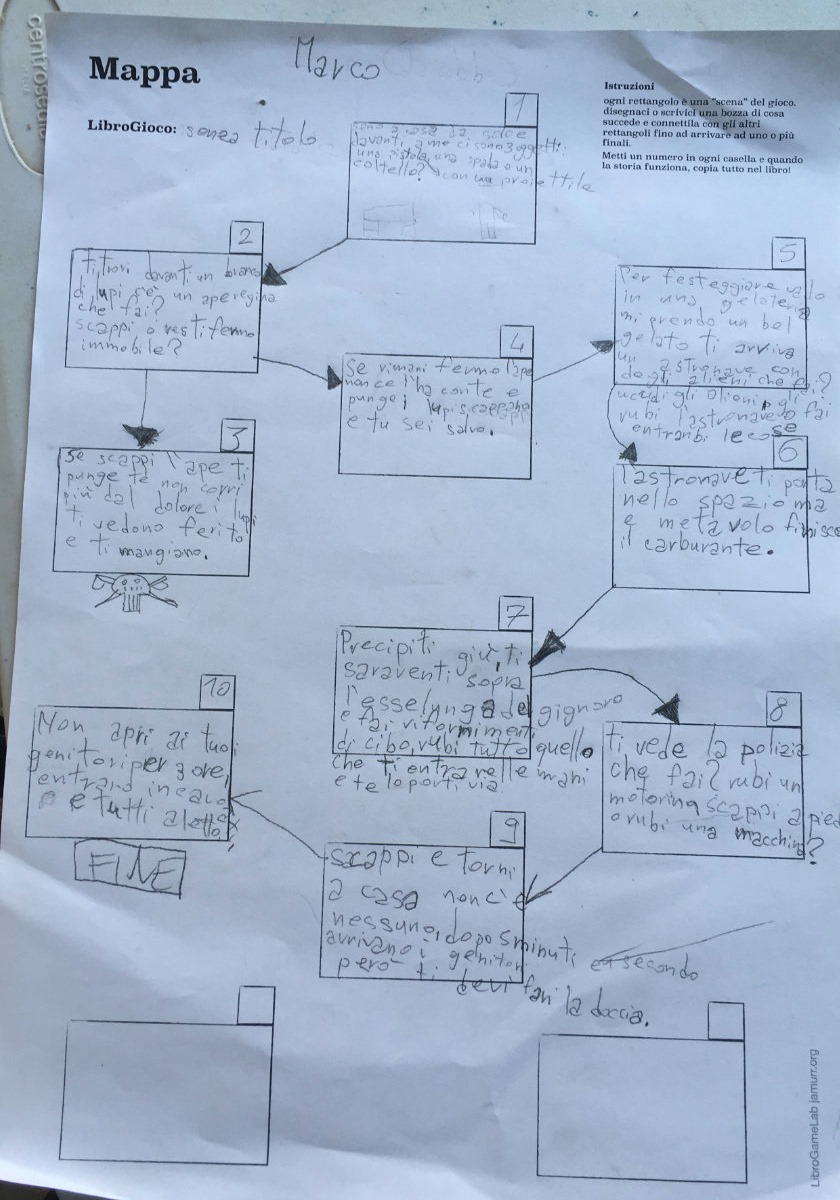 Mappa
Marco
LibroGioco: senza titolo
Istruzioni
ogni rettangolo è una "scena" del gioco.
disegnaci o scrivici una bozza di cosa
succede e connettila con gli altri
rettangoli fino ad arrivare ad uno o più
finali.
Metti un numero in ogni casella e quando
la storia funziona, copia tutto nel libro!
1
sono a casa da solo e
davanti a me ci sono 3 oggetti:
una pistola, una spada o un
coltello? con un proiettile
2
ti trovi davanti un branco
di lupi c'è un aperegina
che fai?
scappi o resti fermo
immobile?
3
Se scappi l'ape ti
punge te non corri
più dal dolore i lupi
ti vedono ferito
e ti mangiano.
4
Se rimani fermo l'ape
non ce l'ha con te e
punge i lupi scappano
e tu sei salvo.
5
Per festeggiare vado
in una gelateria
mi prendo un bel
gelato ti arriva
un astronave con
degli alieni che fai?
uccidi gli alieni, gli
rubi l'astronave o fai
entranbi le cose
6
l'astronave ti porta
nello spazio ma
e metà volo finisce
il carburante.
7
Precipiti giù, ti
saraventi sopra
l'esselunga del gignoro
e fai rifornimenti
di cibo, rubi tutto quello
che ti entra nelle mani
e te lo porti via
8
ti vede la polizia
che fai? rubi un
motorino scappi a piedi
o rubi una macchina?
9
scappi e torni
a casa non c'è
nessuno, dopo 5 minuti
arrivano i genitori
però ti devi fari la doccia.
10
Non apri ai tuoi
genitori per 3 ore,
entrano in casa
e tutti a letto
FINE
LibroGameLab jamurr.org